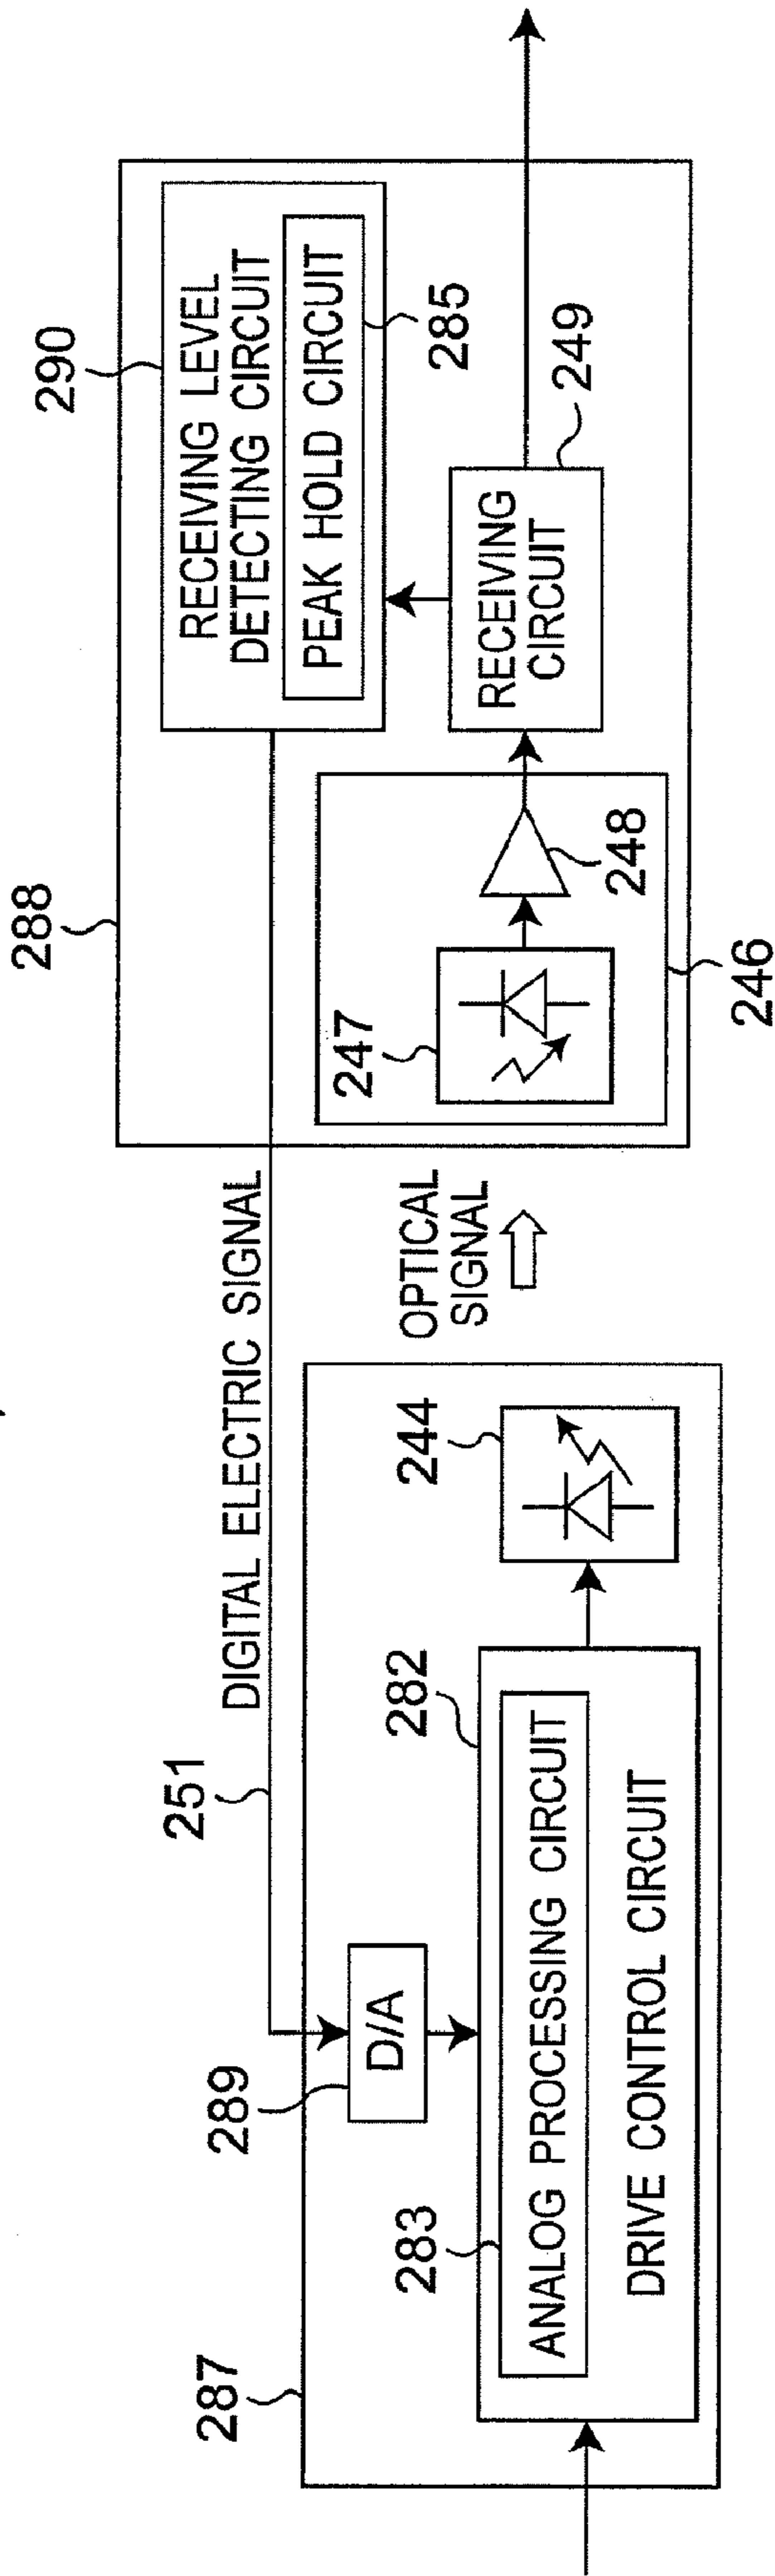 288
290
RECEIVING LEVEL
DETECTING CIRCUIT
PEAK HOLD CIRCUIT
285
RECEIVING
CIRCUIT
249
247
248
246
DIGITAL ELECTRIC SIGNAL
251
OPTICAL
SIGNAL
287
289
D/A
282
244
283
ANALOG PROCESSING CIRCUIT
DRIVE CONTROL CIRCUIT